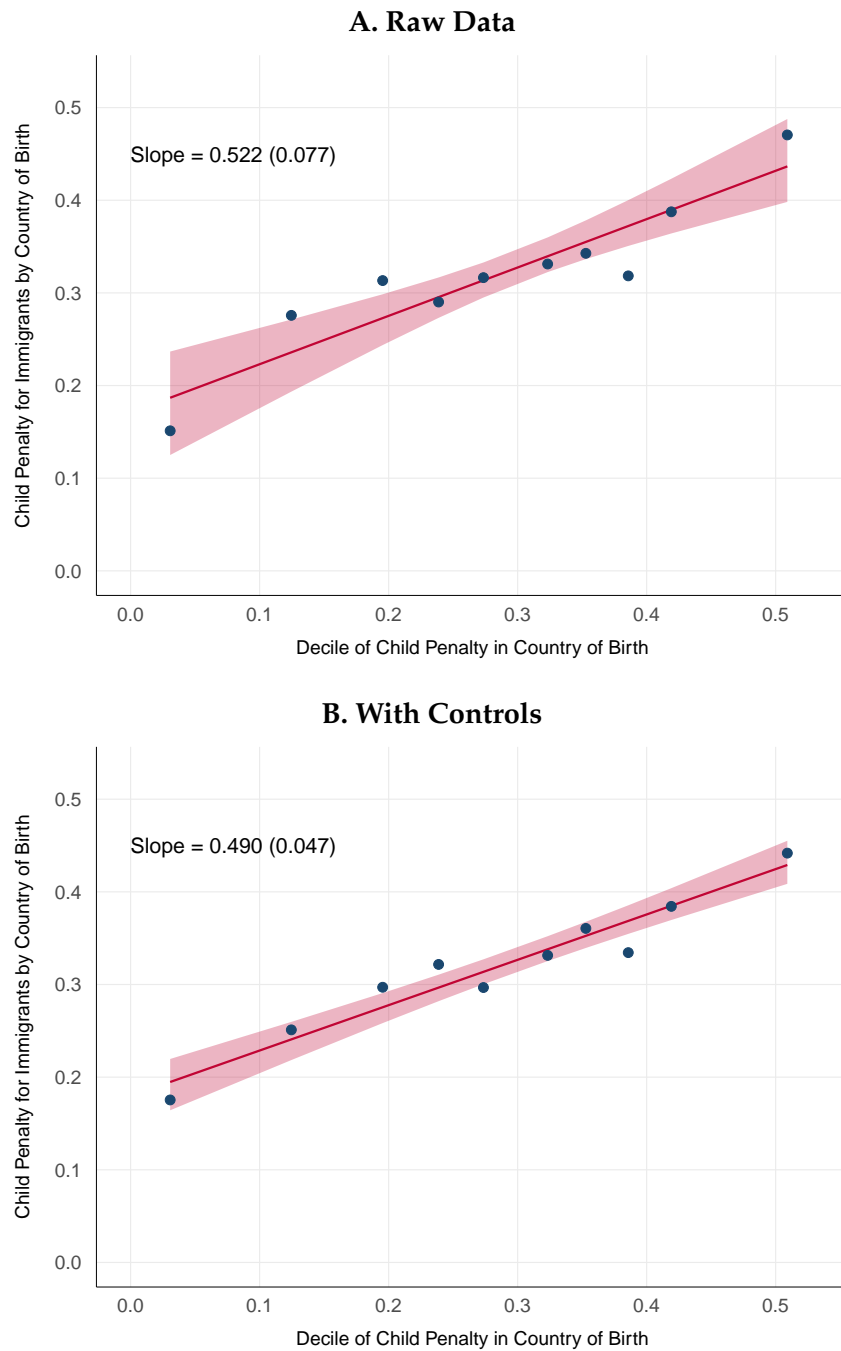 A. Raw Data
Child Penalty for Immigrants by Country of Birth
0.5
Slope = 0.522 (0.077)
0.4
0.3
0.2
0.1
0.0
0.0 0.1 0.2 0.3 0.4 0.5
Decile of Child Penalty in Country of Birth
B. With Controls
Child Penalty for Immigrants by Country of Birth
0.5
Slope = 0.490 (0.047)
0.4
0.3
0.2
0.1
0.0
0.0 0.1 0.2 0.3 0.4 0.5
Decile of Child Penalty in Country of Birth